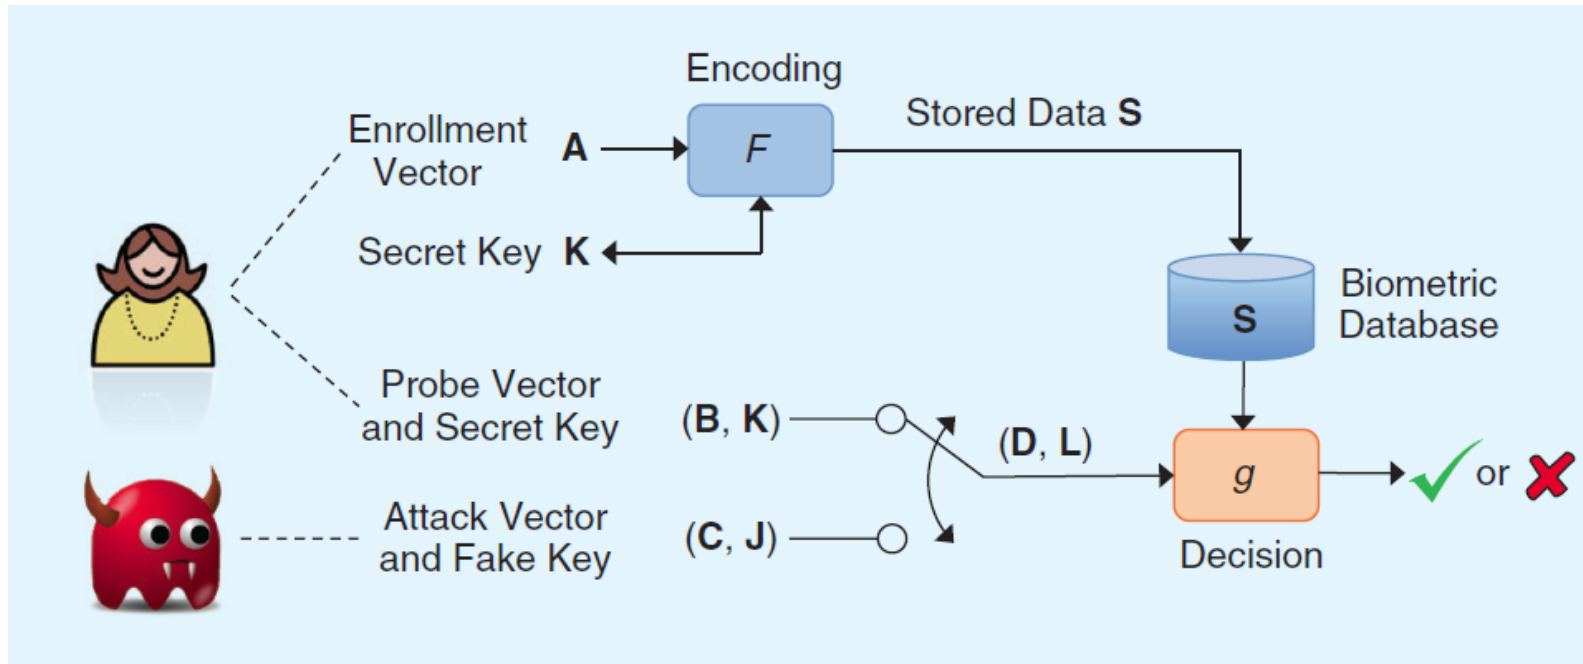 Encoding
Enrollment
Vector
A
F
Stored Data S
Secret Key K
S
Biometric
Database
Probe Vector
and Secret Key
(B, K)
(D, L)
g
or
Attack Vector
and Fake Key
(C, J)
Decision